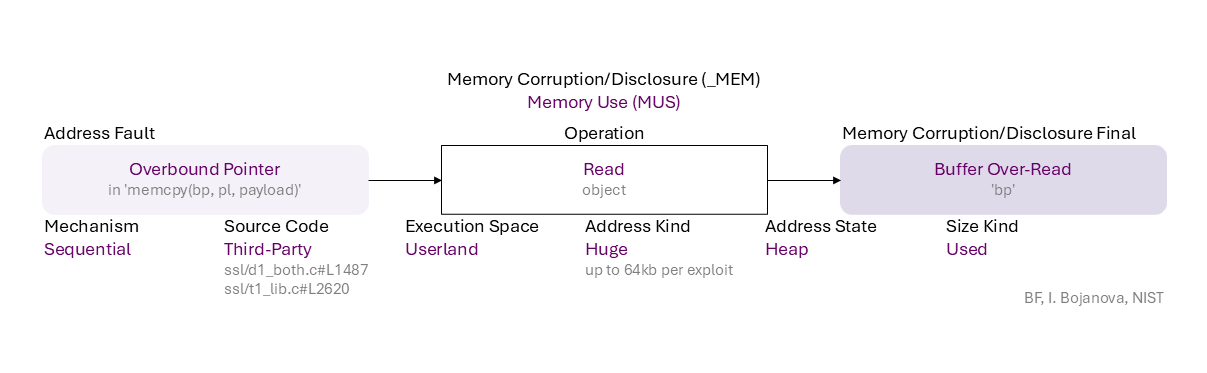 Memory Corruption/Disclosure (_MEM)
Memory Use (MUS)
Address Fault
Operation
Memory Corruption/Disclosure Final
Overbound Pointer
in 'memcpy(bp, pl, payload)'
Read
object
Buffer Over-Read
'bp'
Mechanism
Sequential
Source Code
Third-Party
ssl/d1_both.c#L1487
ssl/t1_lib.c#L2620
Execution Space
Userland
Address Kind
Huge
up to 64kb per exploit
Address State
Heap
Size Kind
Used
BF, I. Bojanova, NIST